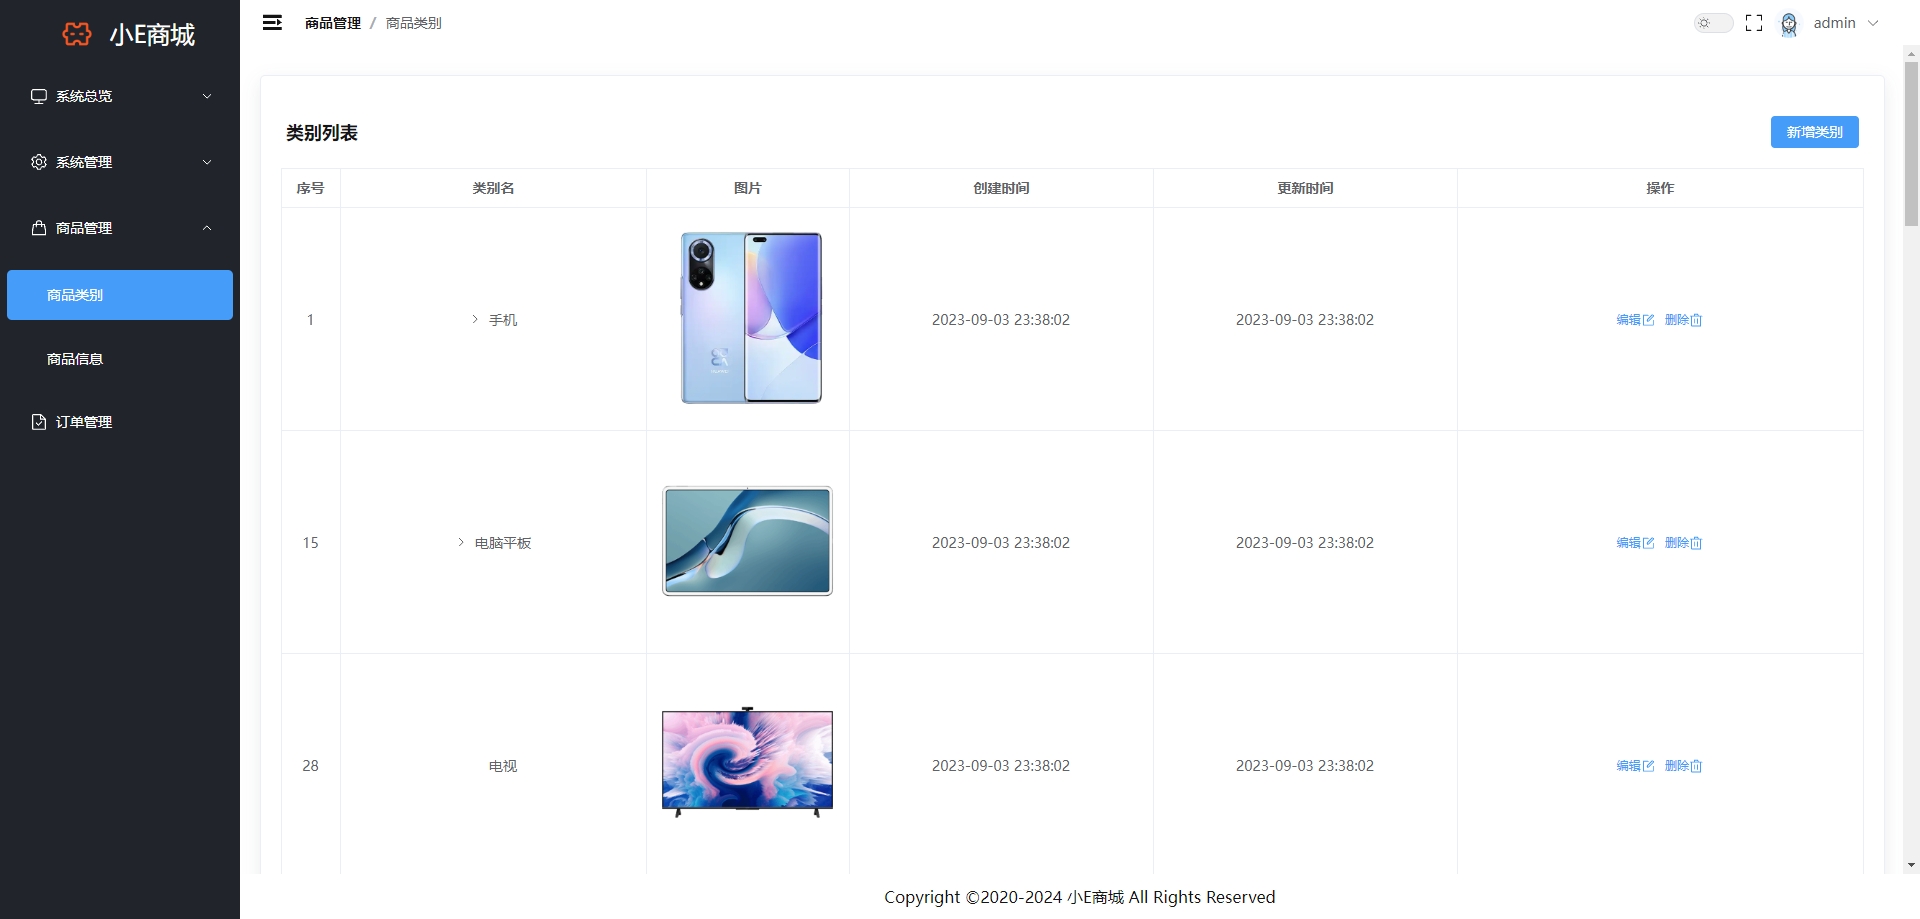 小E商城
商品管理 / 商品类别
admin
系统总览
系统管理
商品管理
商品类别
商品信息
订单管理
类别列表
新增类别
序号 类别名 图片 创建时间 更新时间 操作
1 手机 2023-09-03 23:38:02 2023-09-03 23:38:02 编辑 删除
15 电脑平板 2023-09-03 23:38:02 2023-09-03 23:38:02 编辑 删除
28 电视 2023-09-03 23:38:02 2023-09-03 23:38:02 编辑 删除
Copyright ©2020-2024 小E商城 All Rights Reserved